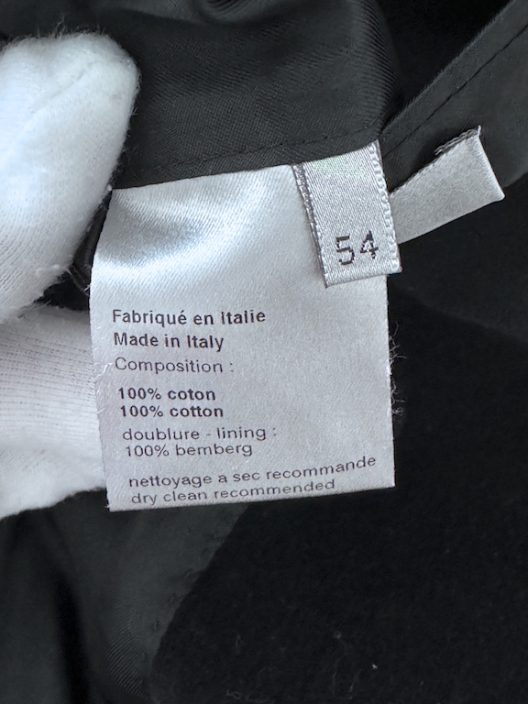 54
Fabriqué en Italie
Made in Italy
Composition :
100% coton
100% cotton
doublure - lining :
100% bemberg
nettoyage a sec recommande
dry clean recommended